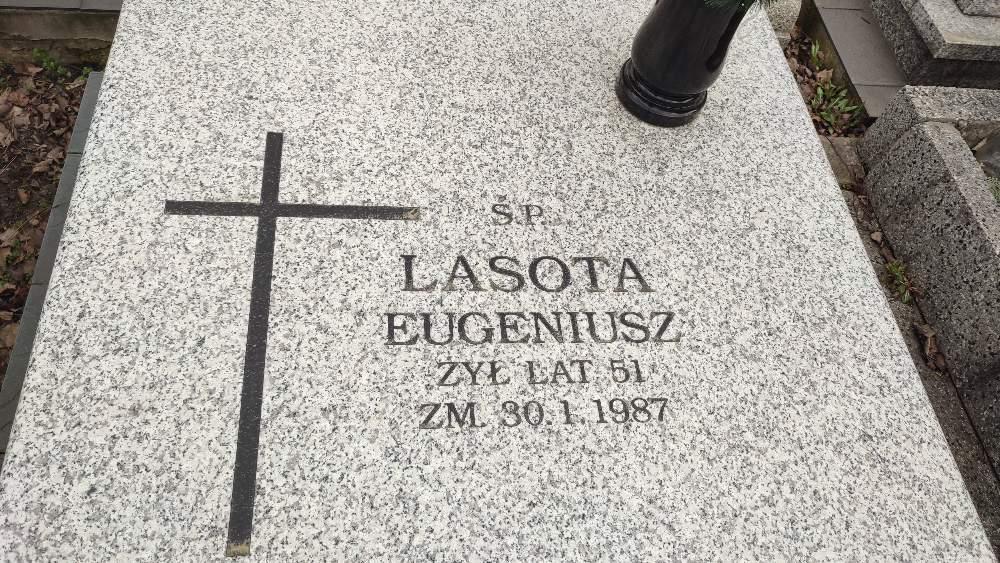 Ś.P.
LASOTA
EUGENIUSZ
ŻYŁ LAT 51
ZM. 30.1.1987